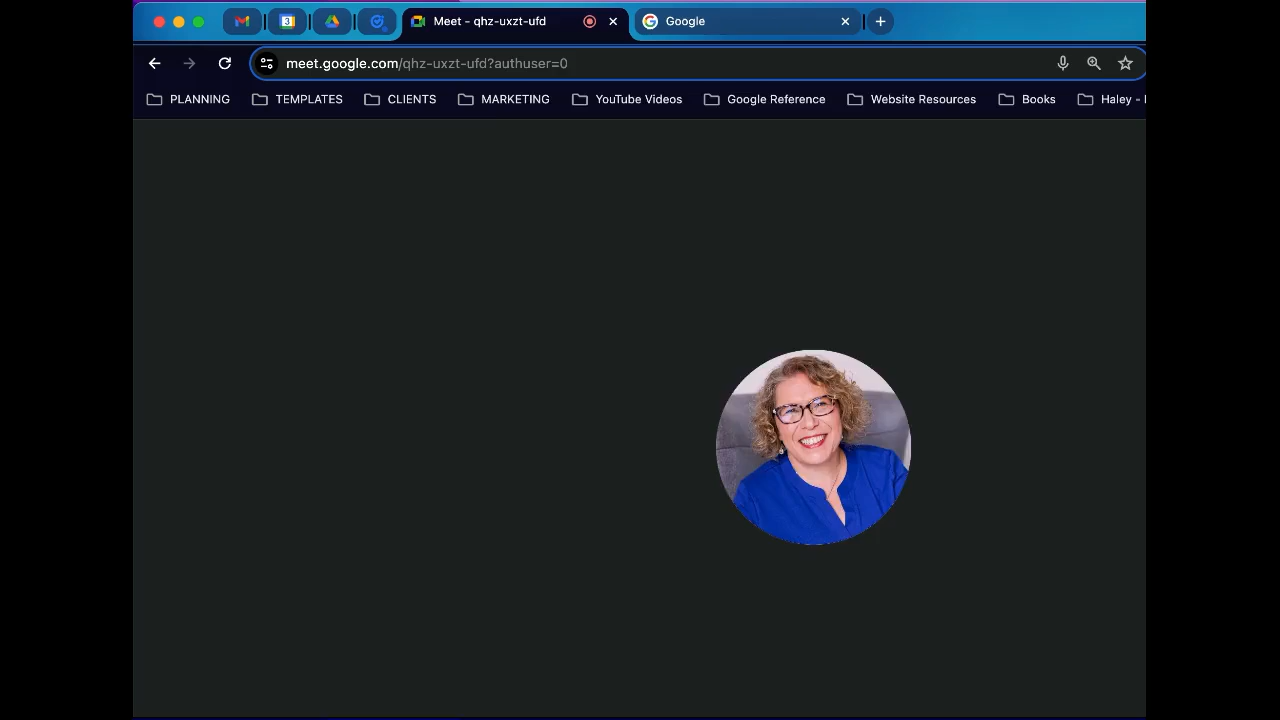 3
Meet - qhz-uxzt-ufd
Google
meet.google.com/qhz-uxzt-ufd?authuser=0
PLANNING TEMPLATES CLIENTS MARKETING YouTube Videos Google Reference Website Resources Books Haley -